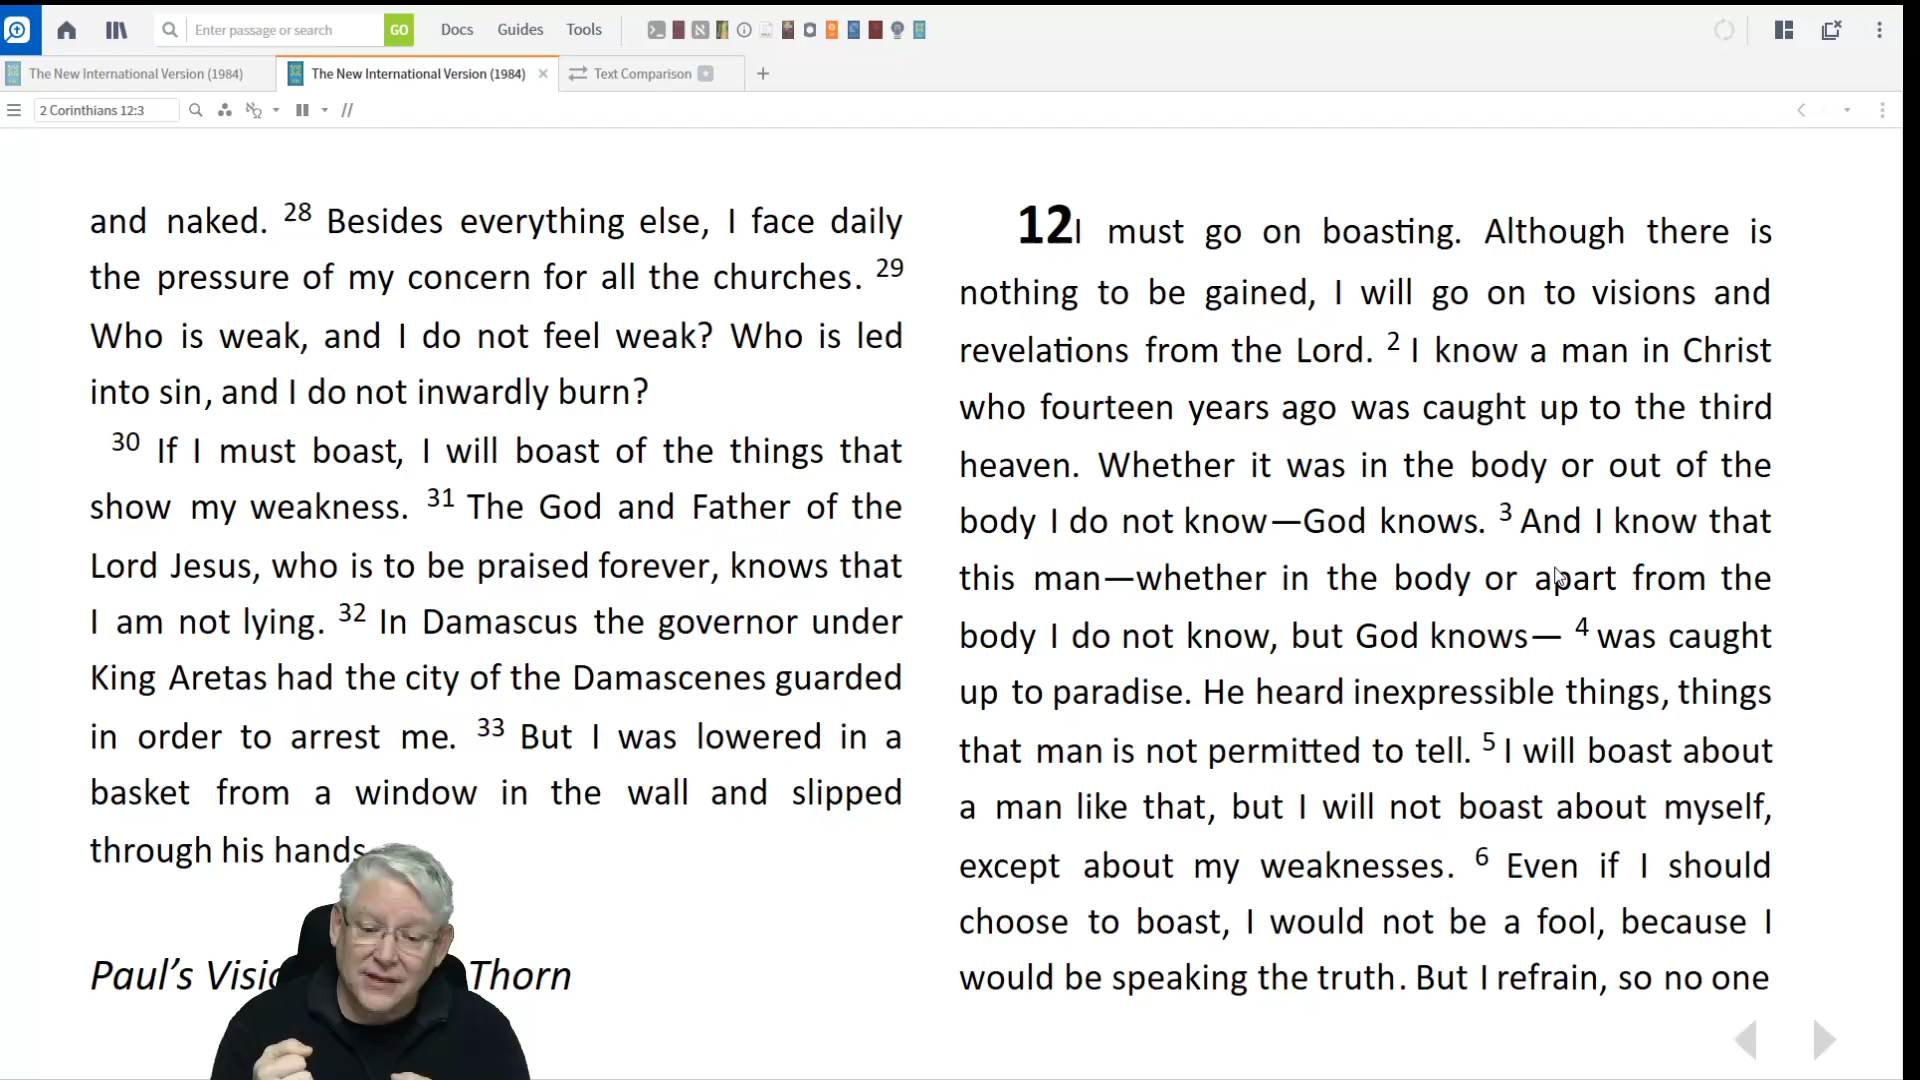 Enter passage or search
GO
Docs
Guides
Tools
The New International Version (1984)
The New International Version (1984)
Text Comparison
2 Corinthians 12:3
and naked. 28 Besides everything else, I face daily
the pressure of my concern for all the churches. 29
Who is weak, and I do not feel weak? Who is led
into sin, and I do not inwardly burn?
30 If I must boast, I will boast of the things that
show my weakness. 31 The God and Father of the
Lord Jesus, who is to be praised forever, knows that
I am not lying. 32 In Damascus the governor under
King Aretas had the city of the Damascenes guarded
in order to arrest me. 33 But I was lowered in a
basket from a window in the wall and slipped
through his hands
Paul’s Thorn
12 I must go on boasting. Although there is
nothing to be gained, I will go on to visions and
revelations from the Lord. 2 I know a man in Christ
who fourteen years ago was caught up to the third
heaven. Whether it was in the body or out of the
body I do not know—God knows. 3 And I know that
this man—whether in the body or apart from the
body I do not know, but God knows— 4 was caught
up to paradise. He heard inexpressible things, things
that man is not permitted to tell. 5 I will boast about
a man like that, but I will not boast about myself,
except about my weaknesses. 6 Even if I should
choose to boast, I would not be a fool, because I
would be speaking the truth. But I refrain, so no one